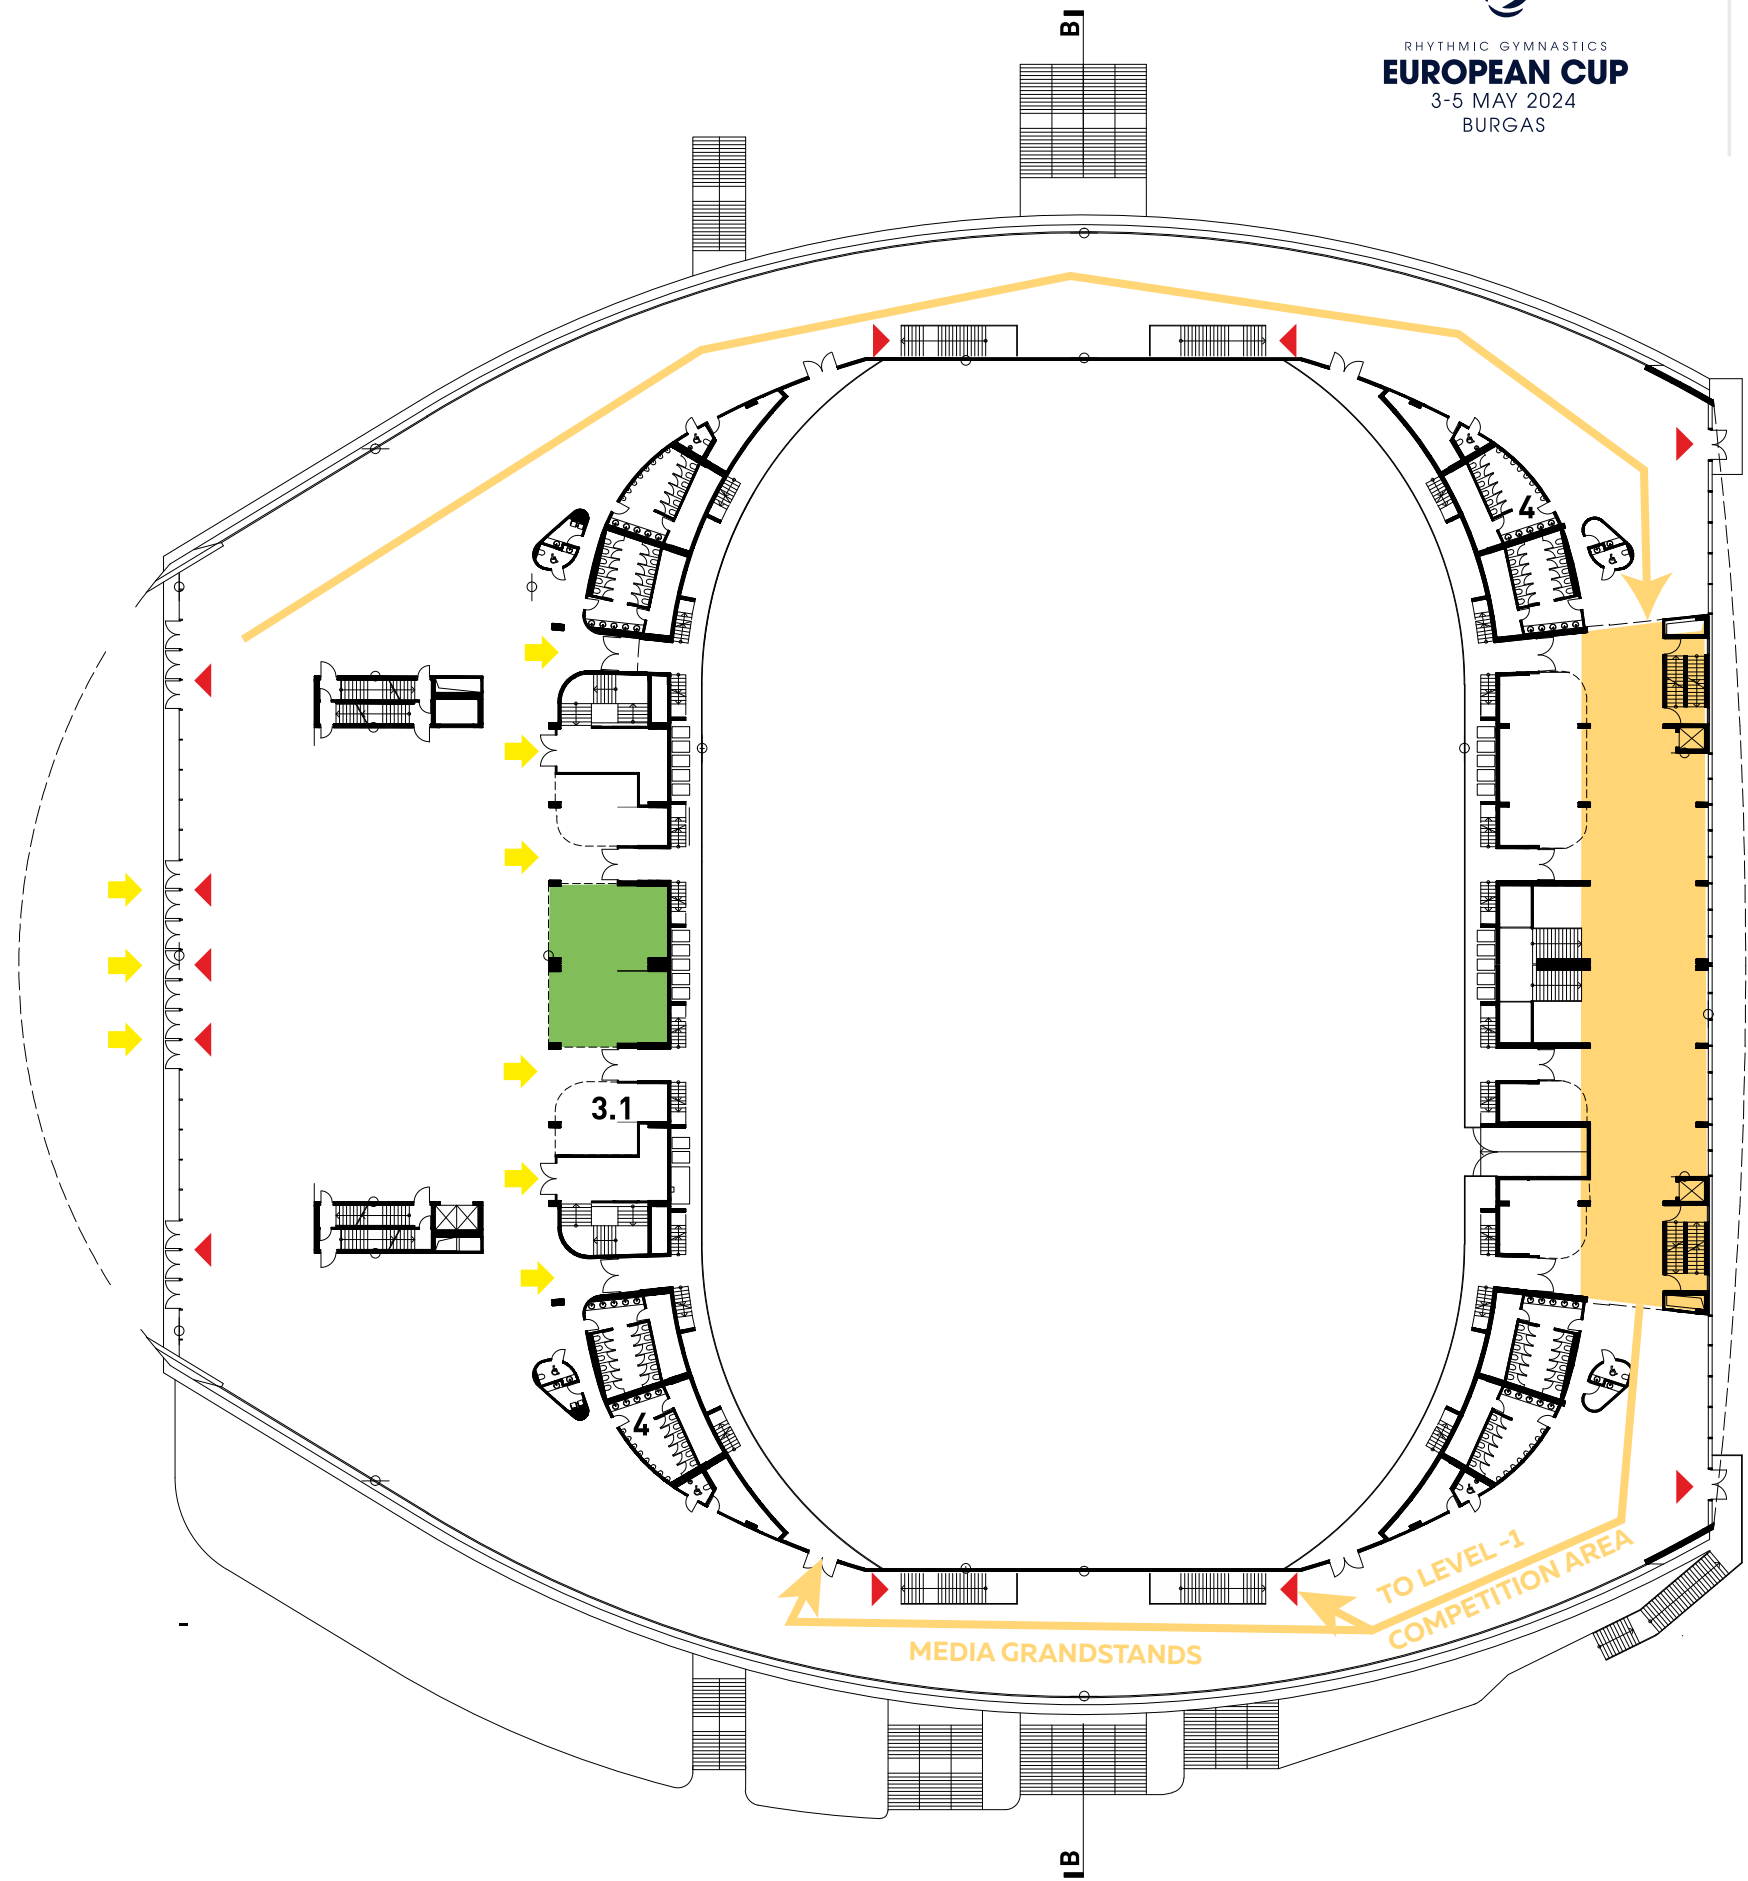 B
RHYTHMIC GYMNASTICS
EUROPEAN CUP
3-5 MAY 2024
BURGAS
4
3.1
4
TO LEVEL -1
COMPETITION AREA
MEDIA GRANDSTANDS
B